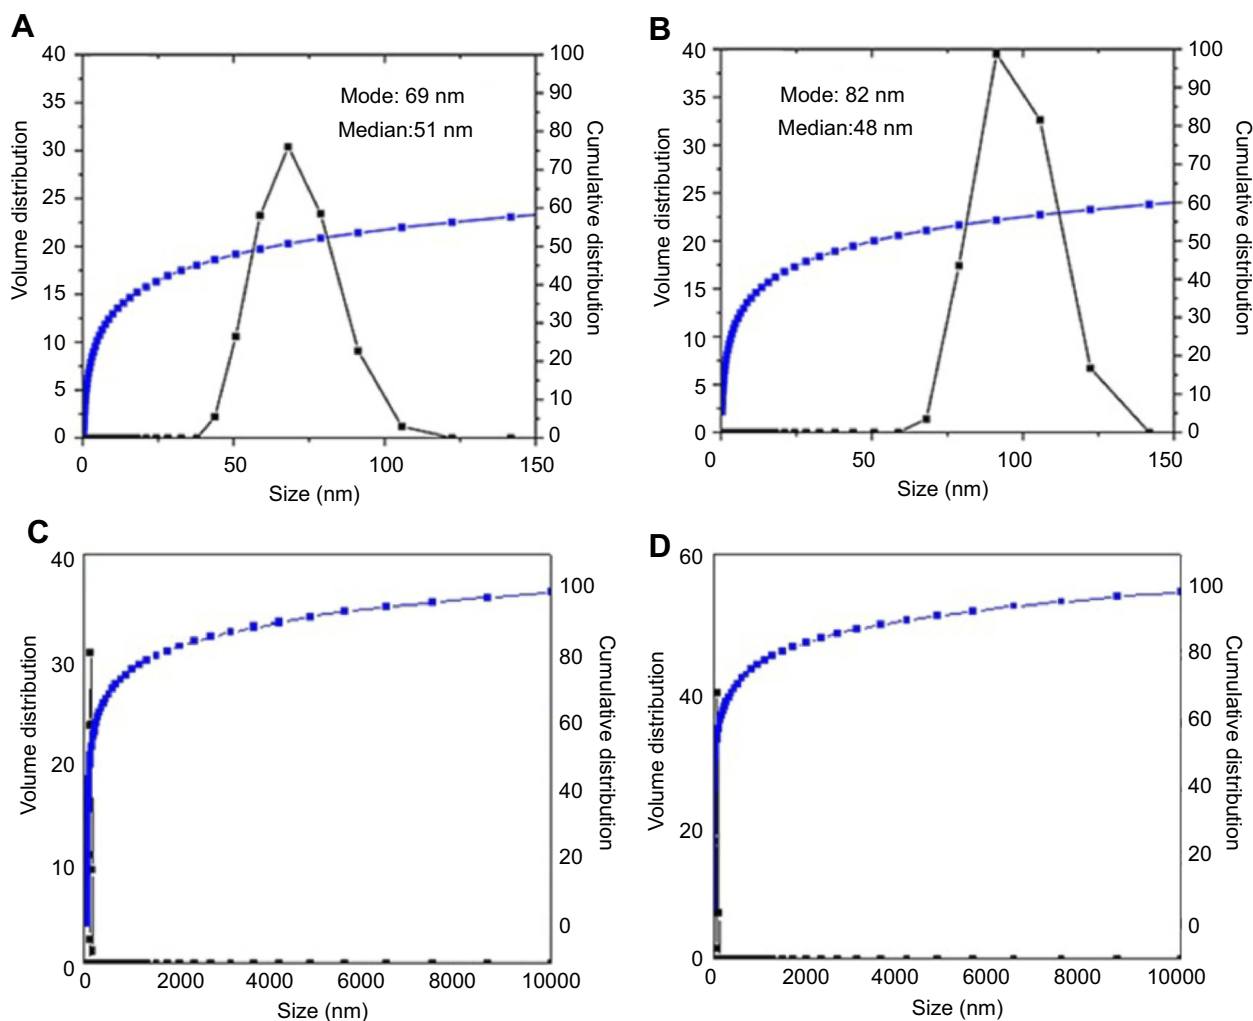 A
40
35
30
25
20
15
10
5
0
Volume distribution
Mode: 69 nm
Median:51 nm
100
90
80
70
60
50
40
30
20
10
0
Cumulative distribution
0 50 100 150
Size (nm)
B
40
35
30
25
20
15
10
5
0
Volume distribution
Mode: 82 nm
Median:48 nm
100
90
80
70
60
50
40
30
20
10
0
Cumulative distribution
0 50 100 150
Size (nm)
C
40
30
20
10
0
Volume distribution
100
80
60
40
20
0
Cumulative distribution
0 2000 4000 6000 8000 10000
Size (nm)
D
60
40
20
0
Volume distribution
100
80
60
40
20
0
Cumulative distribution
0 2000 4000 6000 8000 10000
Size (nm)